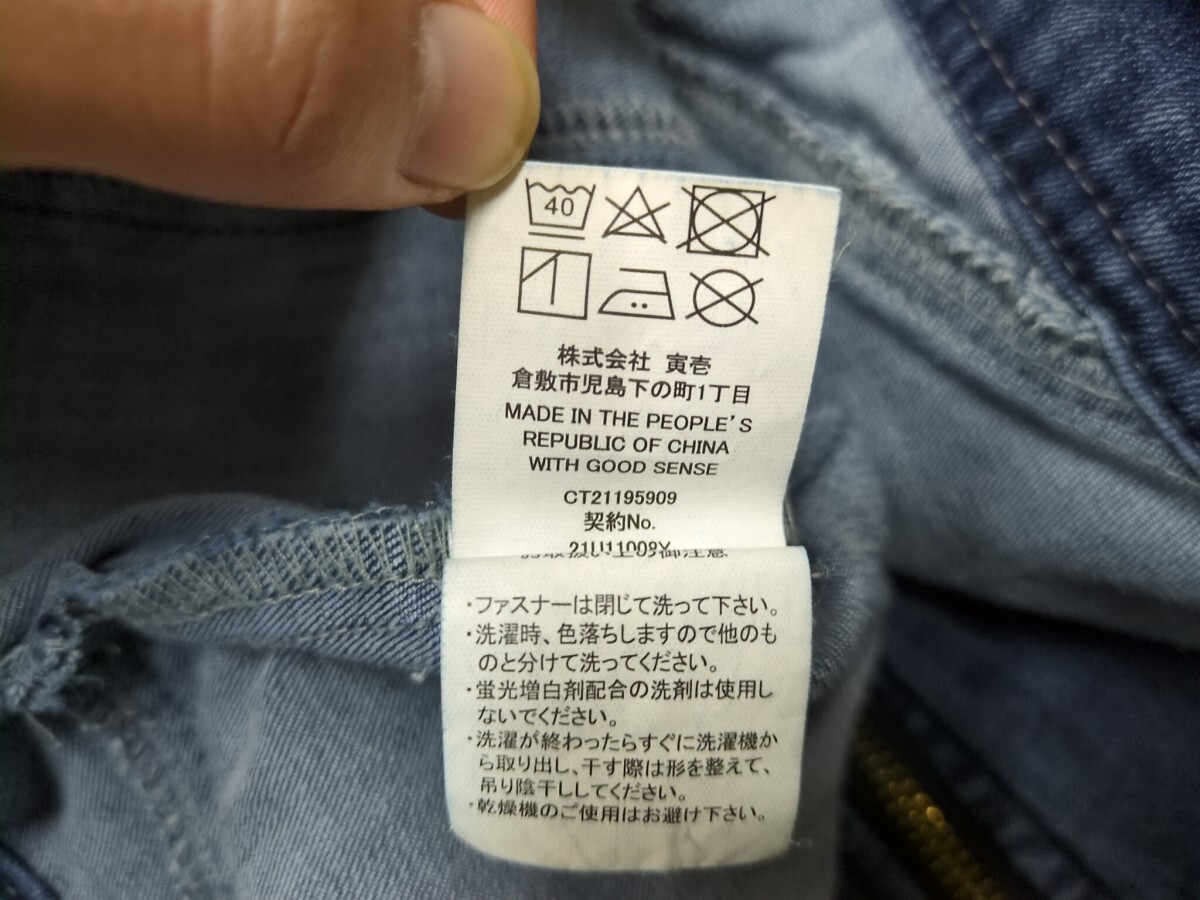 40
株式会社 寅壱
倉敷市児島下の町1丁目
MADE IN THE PEOPLE'S
REPUBLIC OF CHINA
WITH GOOD SENSE
CT21195909
契約No.
・ファスナーは閉じて洗って下さい。
・洗濯時、色落ちしますので他のも
のと分けて洗ってください。
・蛍光増白剤配合の洗剤は使用し
ないでください。
・洗濯が終わったらすぐに洗濯機か
ら取り出し、干す際は形を整えて、
吊り陰干ししてください。
・乾燥機のご使用はお避け下さい。